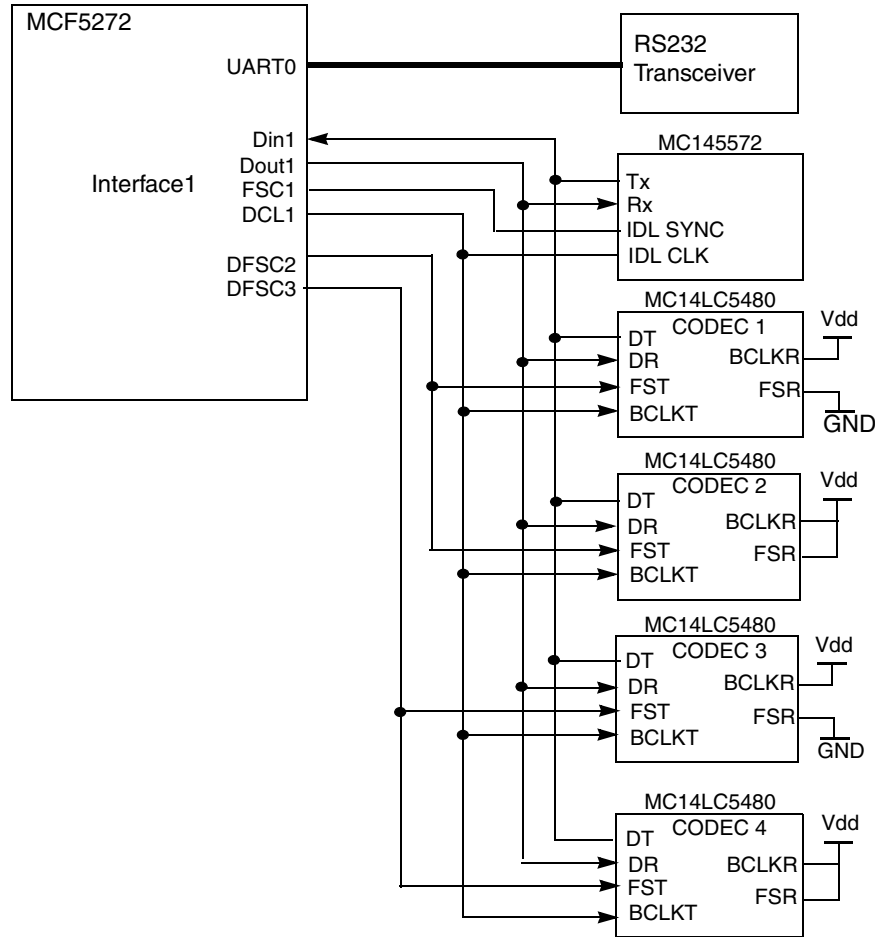 MCF5272
UART0
Din1
Dout1
Interface1
FSC1
DCL1
DFSC2
DFSC3
RS232
Transceiver
MC145572
Tx
Rx
IDL SYNC
IDL CLK
MC14LC5480
CODEC 1
DT
DR
FST
BCLKT
BCLKR
FSR
Vdd
GND
MC14LC5480
CODEC 2
DT
DR
FST
BCLKT
BCLKR
FSR
Vdd
MC14LC5480
CODEC 3
DT
DR
FST
BCLKT
BCLKR
FSR
Vdd
GND
MC14LC5480
CODEC 4
DT
DR
FST
BCLKT
BCLKR
FSR
Vdd